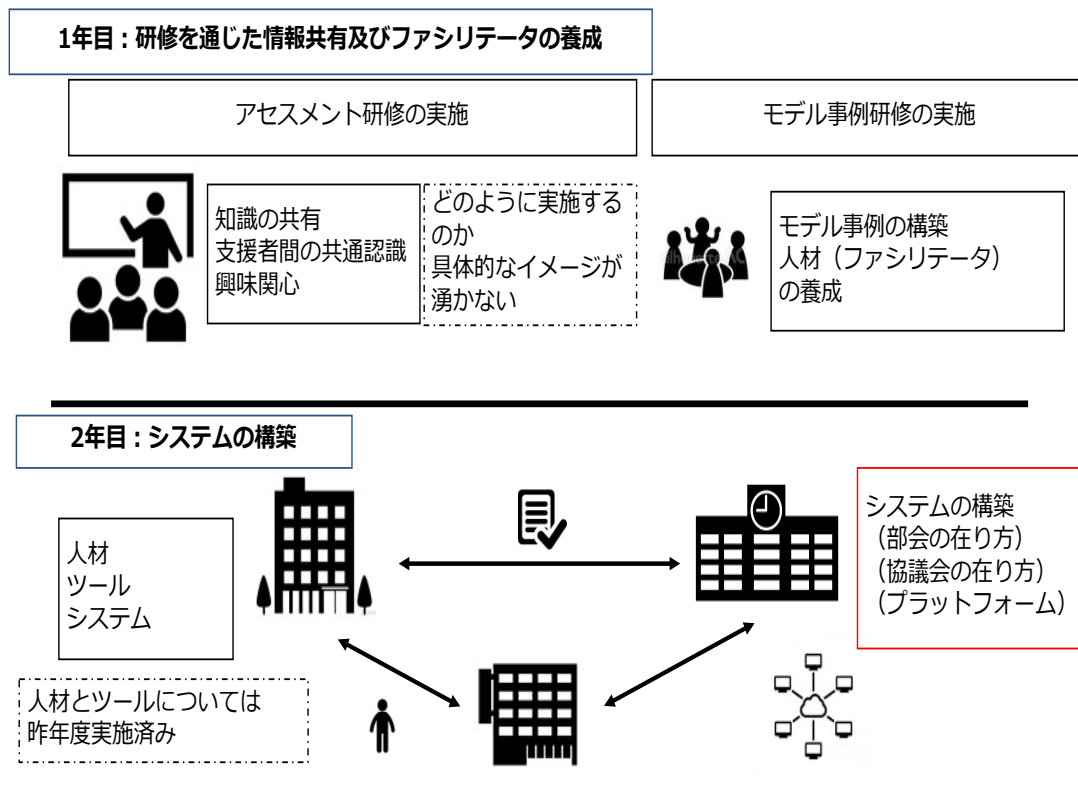 1年目：研修を通じた情報共有及びファシリテータの養成
アセスメント研修の実施
モデル事例研修の実施
知識の共有
支援者間の共通認識
興味関心
どのように実施する
のか
具体的なイメージが
湧かない
モデル事例の構築
人材（ファシリテータ）
の養成
2年目：システムの構築
人材
ツール
システム
システムの構築
（部会の在り方）
（協議会の在り方）
（プラットフォーム）
人材とツールについては
昨年度実施済み